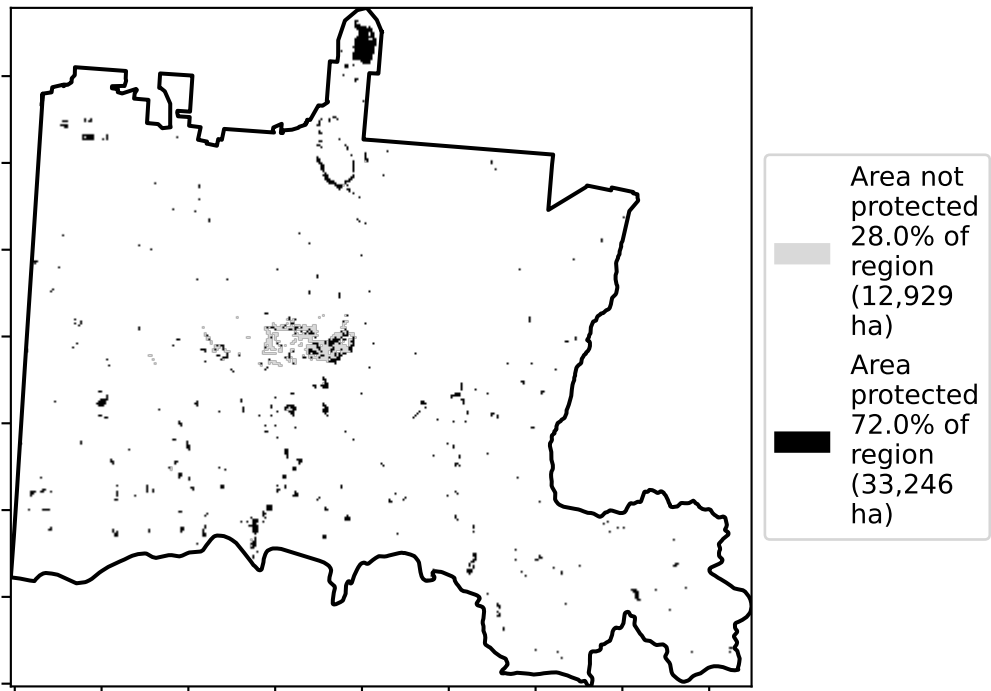 Area not
protected
28.0% of
region
(12,929
ha)
Area
protected
72.0% of
region
(33,246
ha)